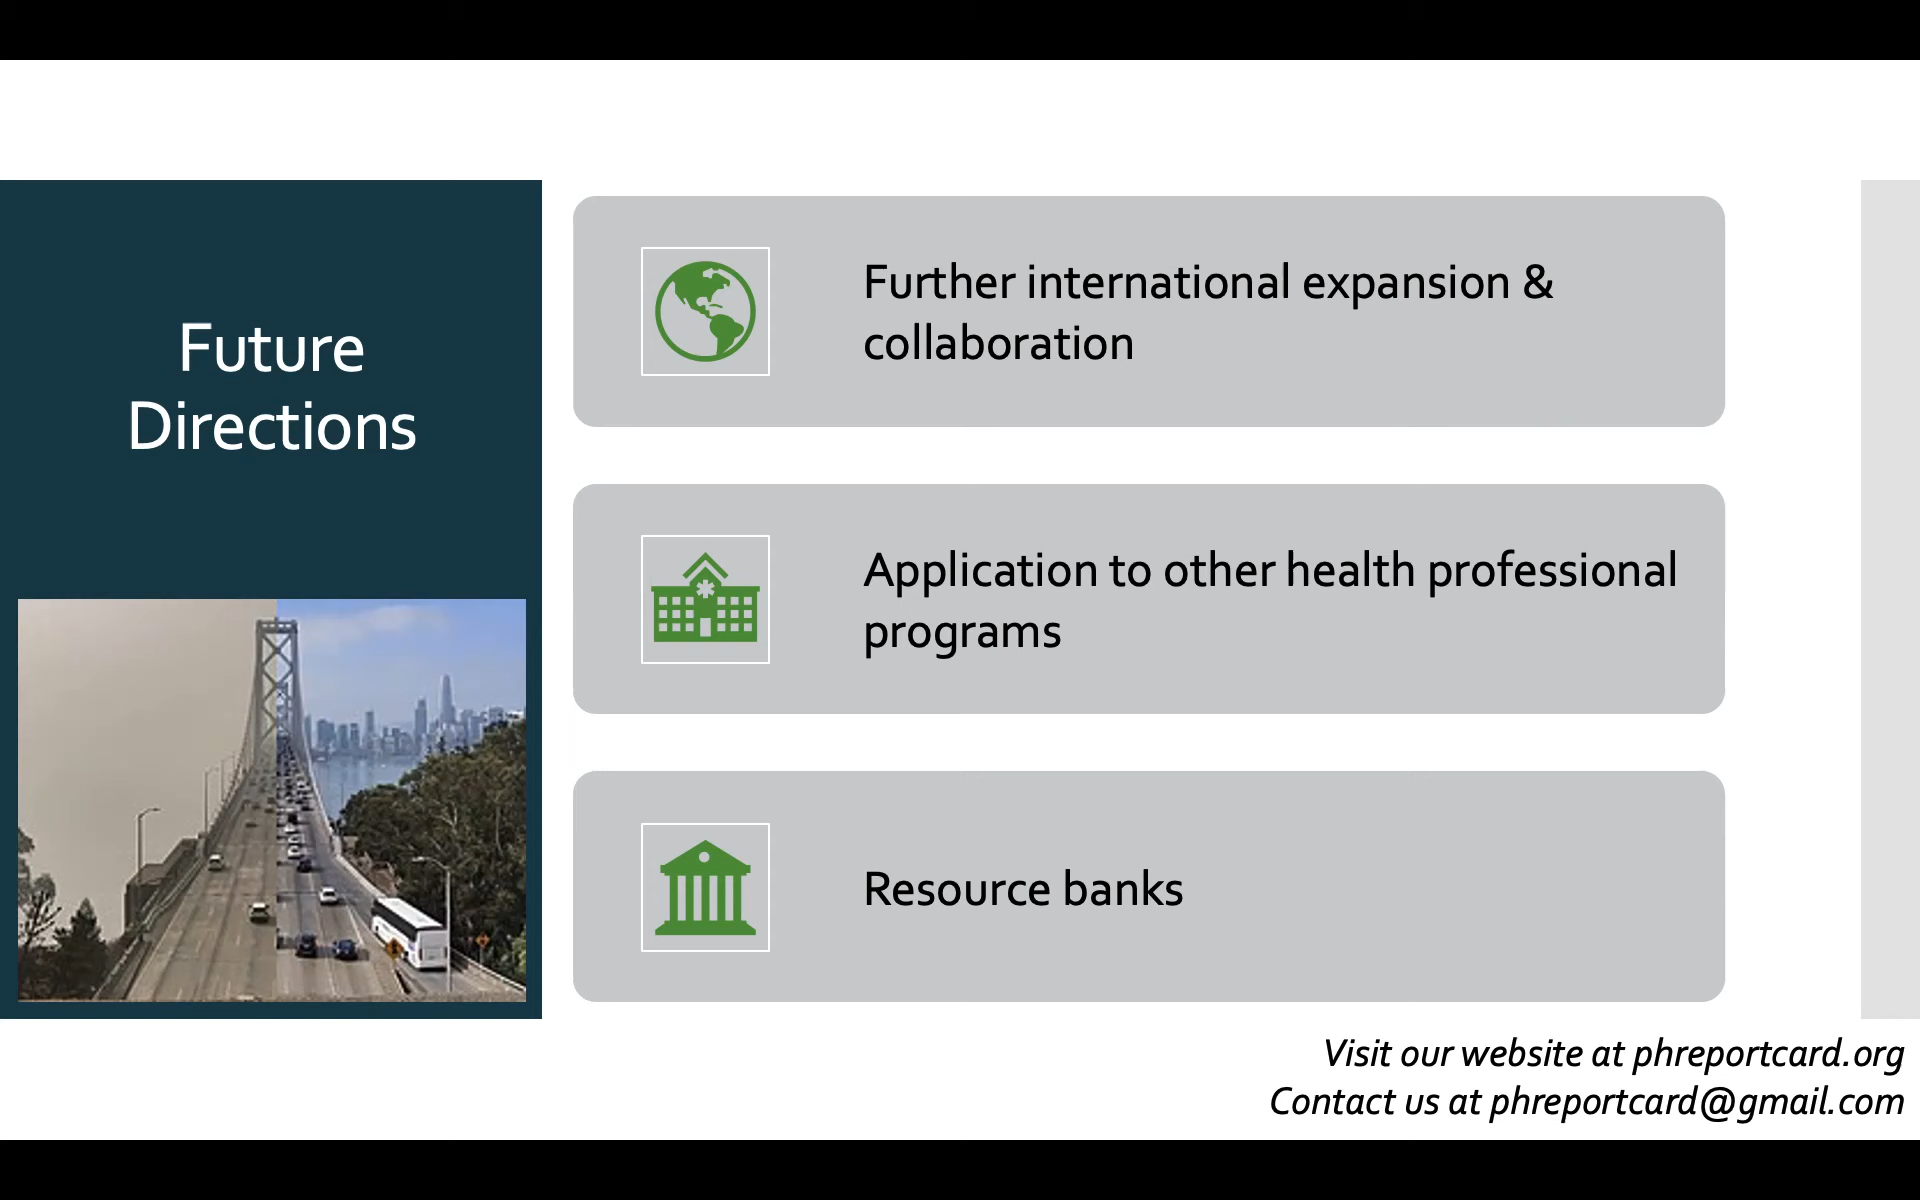 Future
Directions
Further international expansion &
collaboration
Application to other health professional
programs
Resource banks
Visit our website at phreportcard.org
Contact us at phreportcard@gmail.com